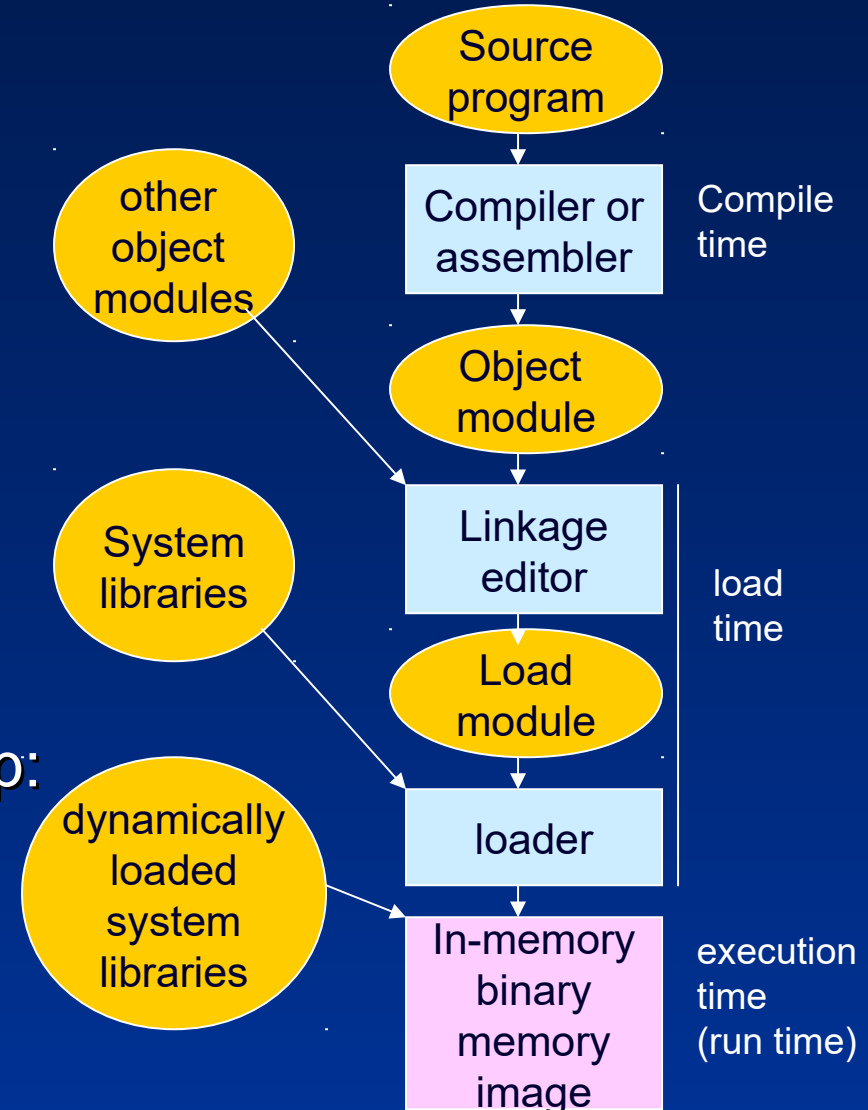 Source
program
other
object
modules
Compiler or
assembler
Compile
time
Object
module
System
libraries
Linkage
editor
load
time
Load
module
p:
dynamically
loaded
system
libraries
loader
In-memory
binary
memory
image
execution
time
(run time)